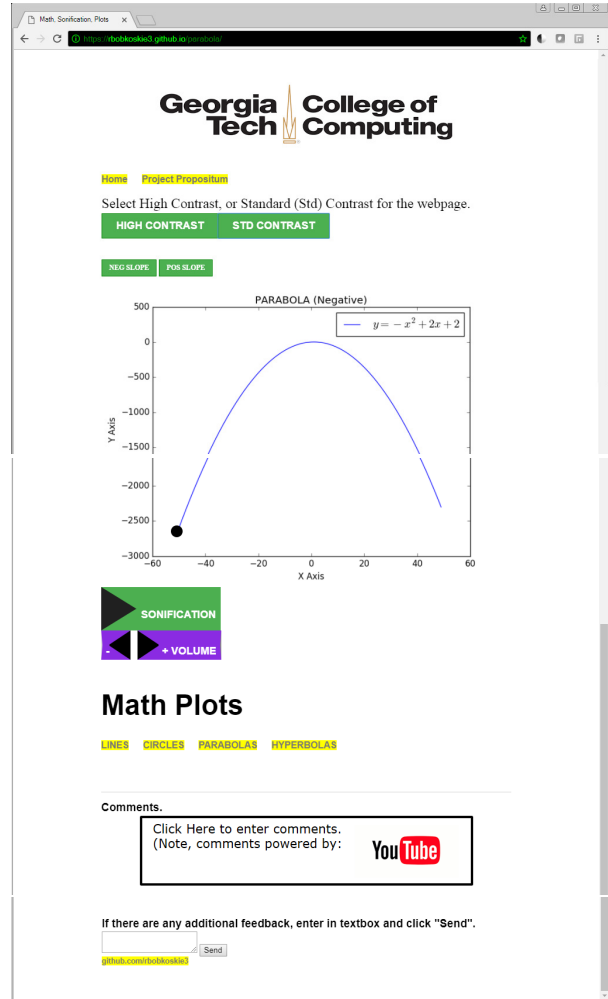 Math, Sonification, Plots
https://rbobkoskie3.github.io/parabola/
Georgia Tech College of Computing
Home Project Propositum
Select High Contrast, or Standard (Std) Contrast for the webpage.
HIGH CONTRAST STD CONTRAST
NEG SLOPE POS SLOPE
PARABOLA (Negative)
y = − x² + 2x + 2
500
0
−500
−1000
−1500
−2000
−2500
−3000
Y Axis
−60 −40 −20 0 20 40 60
X Axis
SONIFICATION
- + VOLUME
Math Plots
LINES CIRCLES PARABOLAS HYPERBOLAS
Comments.
Click Here to enter comments.
(Note, comments powered by: YouTube
If there are any additional feedback, enter in textbox and click "Send".
Send
github.com/rbobkoskie3